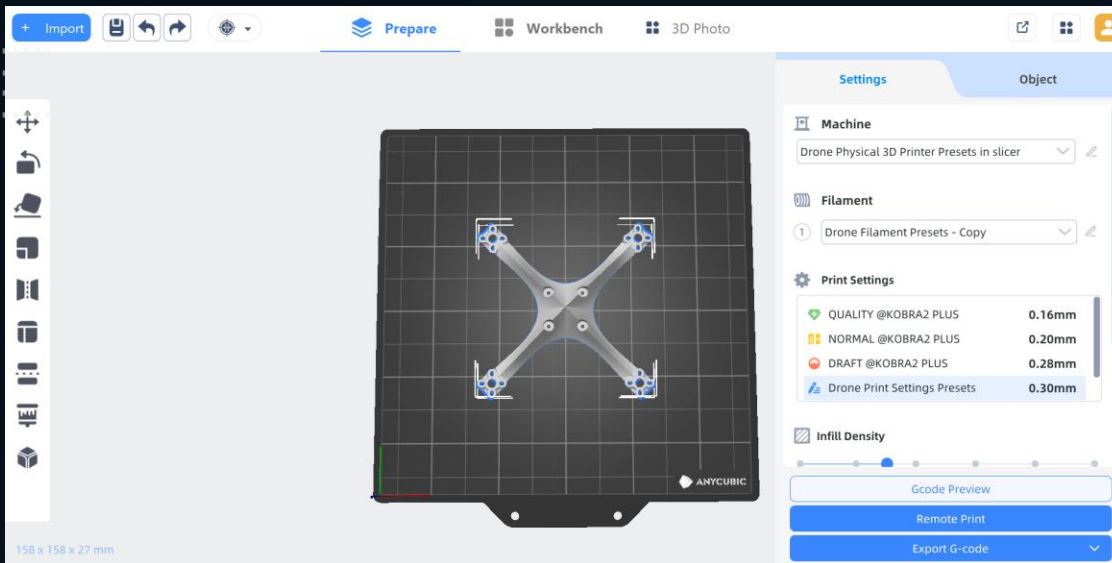 + Import
Prepare
Workbench
3D Photo
Settings
Object
Machine
Drone Physical 3D Printer Presets in slicer
Filament
1 Drone Filament Presets - Copy
Print Settings
QUALITY @KOBRA2 PLUS 0.16mm
NORMAL @KOBRA2 PLUS 0.20mm
DRAFT @KOBRA2 PLUS 0.28mm
Drone Print Settings Presets 0.30mm
Infill Density
ANYCUBIC
Gcode Preview
Remote Print
Export G-code
158 x 158 x 27 mm